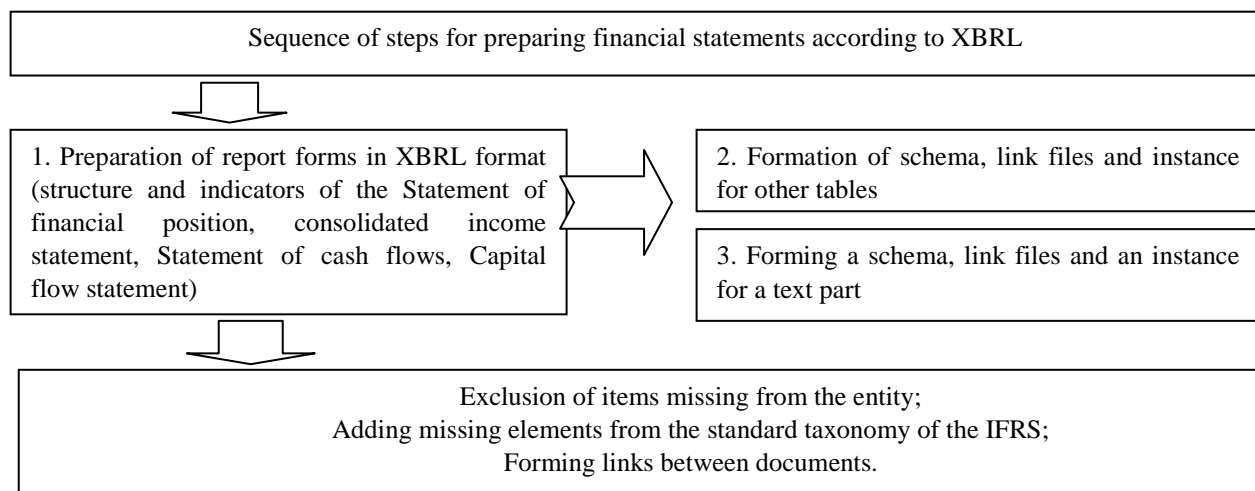 Sequence of steps for preparing financial statements according to XBRL
1. Preparation of report forms in XBRL format
(structure and indicators of the Statement of
financial position, consolidated income
statement, Statement of cash flows, Capital
flow statement)
2. Formation of schema, link files and instance
for other tables
3. Forming a schema, link files and an instance
for a text part
Exclusion of items missing from the entity;
Adding missing elements from the standard taxonomy of the IFRS;
Forming links between documents.